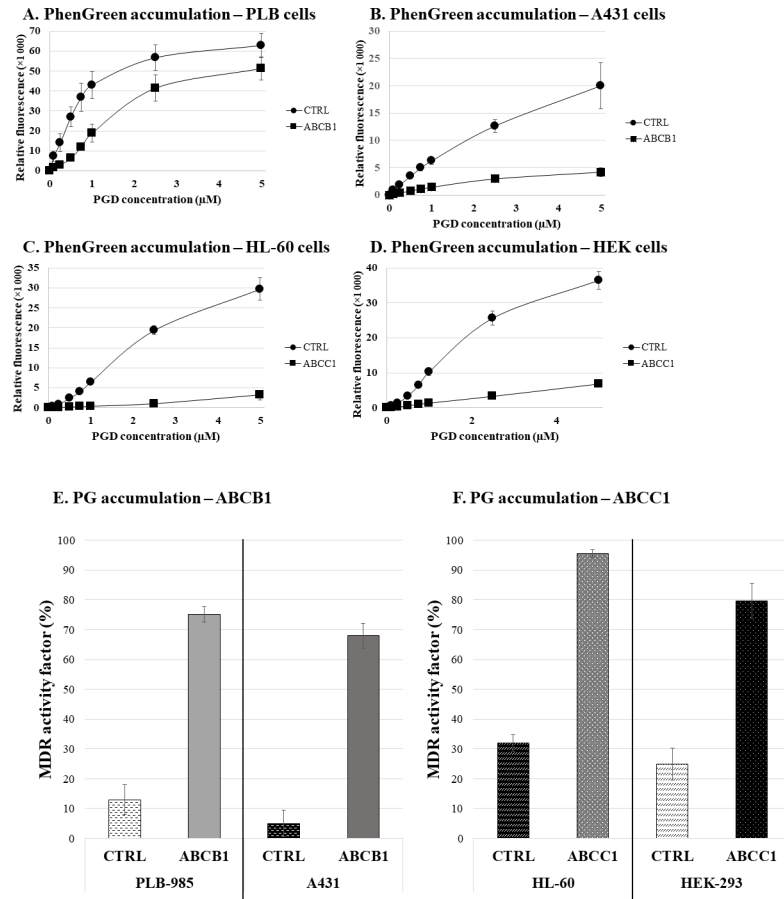 A. PhenGreen accumulation – PLB cells
Relative fluorescence (×1 000)
70
60
50
40
30
20
10
0
0 1 2 3 4 5
PGD concentration (µM)
CTRL
ABCB1
B. PhenGreen accumulation – A431 cells
Relative fluorescence (×1 000)
30
25
20
15
10
5
0
0 1 2 3 4 5
PGD concentration (µM)
CTRL
ABCB1
C. PhenGreen accumulation – HL-60 cells
Relative fluorescence (×1 000)
35
30
25
20
15
10
5
0
0 1 2 3 4 5
PGD concentration (µM)
CTRL
ABCC1
D. PhenGreen accumulation – HEK cells
Relative fluorescence (×1 000)
40
30
20
10
0
0 2 4
PGD concentration (µM)
CTRL
ABCC1
E. PG accumulation – ABCB1
MDR activity factor (%)
100
90
80
70
60
50
40
30
20
10
0
CTRL ABCB1 CTRL ABCB1
PLB-985 A431
F. PG accumulation – ABCC1
MDR activity factor (%)
100
90
80
70
60
50
40
30
20
10
0
CTRL ABCC1 CTRL ABCC1
HL-60 HEK-293